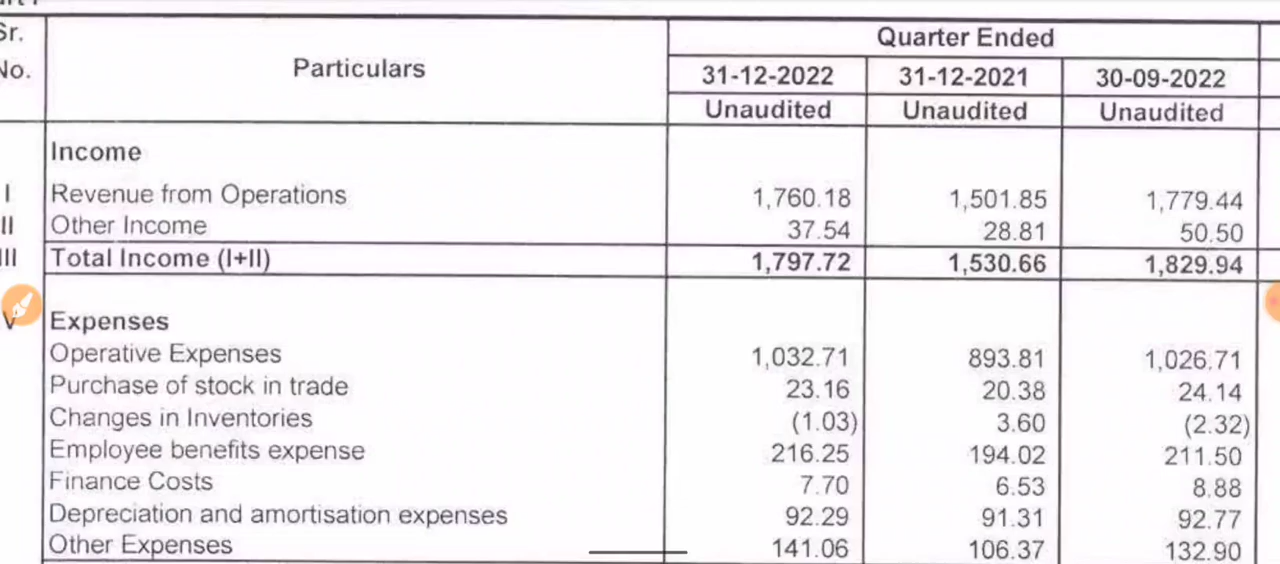 Sr. Particulars Quarter Ended
No. 31-12-2022 31-12-2021 30-09-2022
Unaudited Unaudited Unaudited
Income
I Revenue from Operations 1,760.18 1,501.85 1,779.44
II Other Income 37.54 28.81 50.50
III Total Income (I+II) 1,797.72 1,530.66 1,829.94
V Expenses
Operative Expenses 1,032.71 893.81 1,026.71
Purchase of stock in trade 23.16 20.38 24.14
Changes in Inventories (1.03) 3.60 (2.32)
Employee benefits expense 216.25 194.02 211.50
Finance Costs 7.70 6.53 8.88
Depreciation and amortisation expenses 92.29 91.31 92.77
Other Expenses 141.06 106.37 132.90